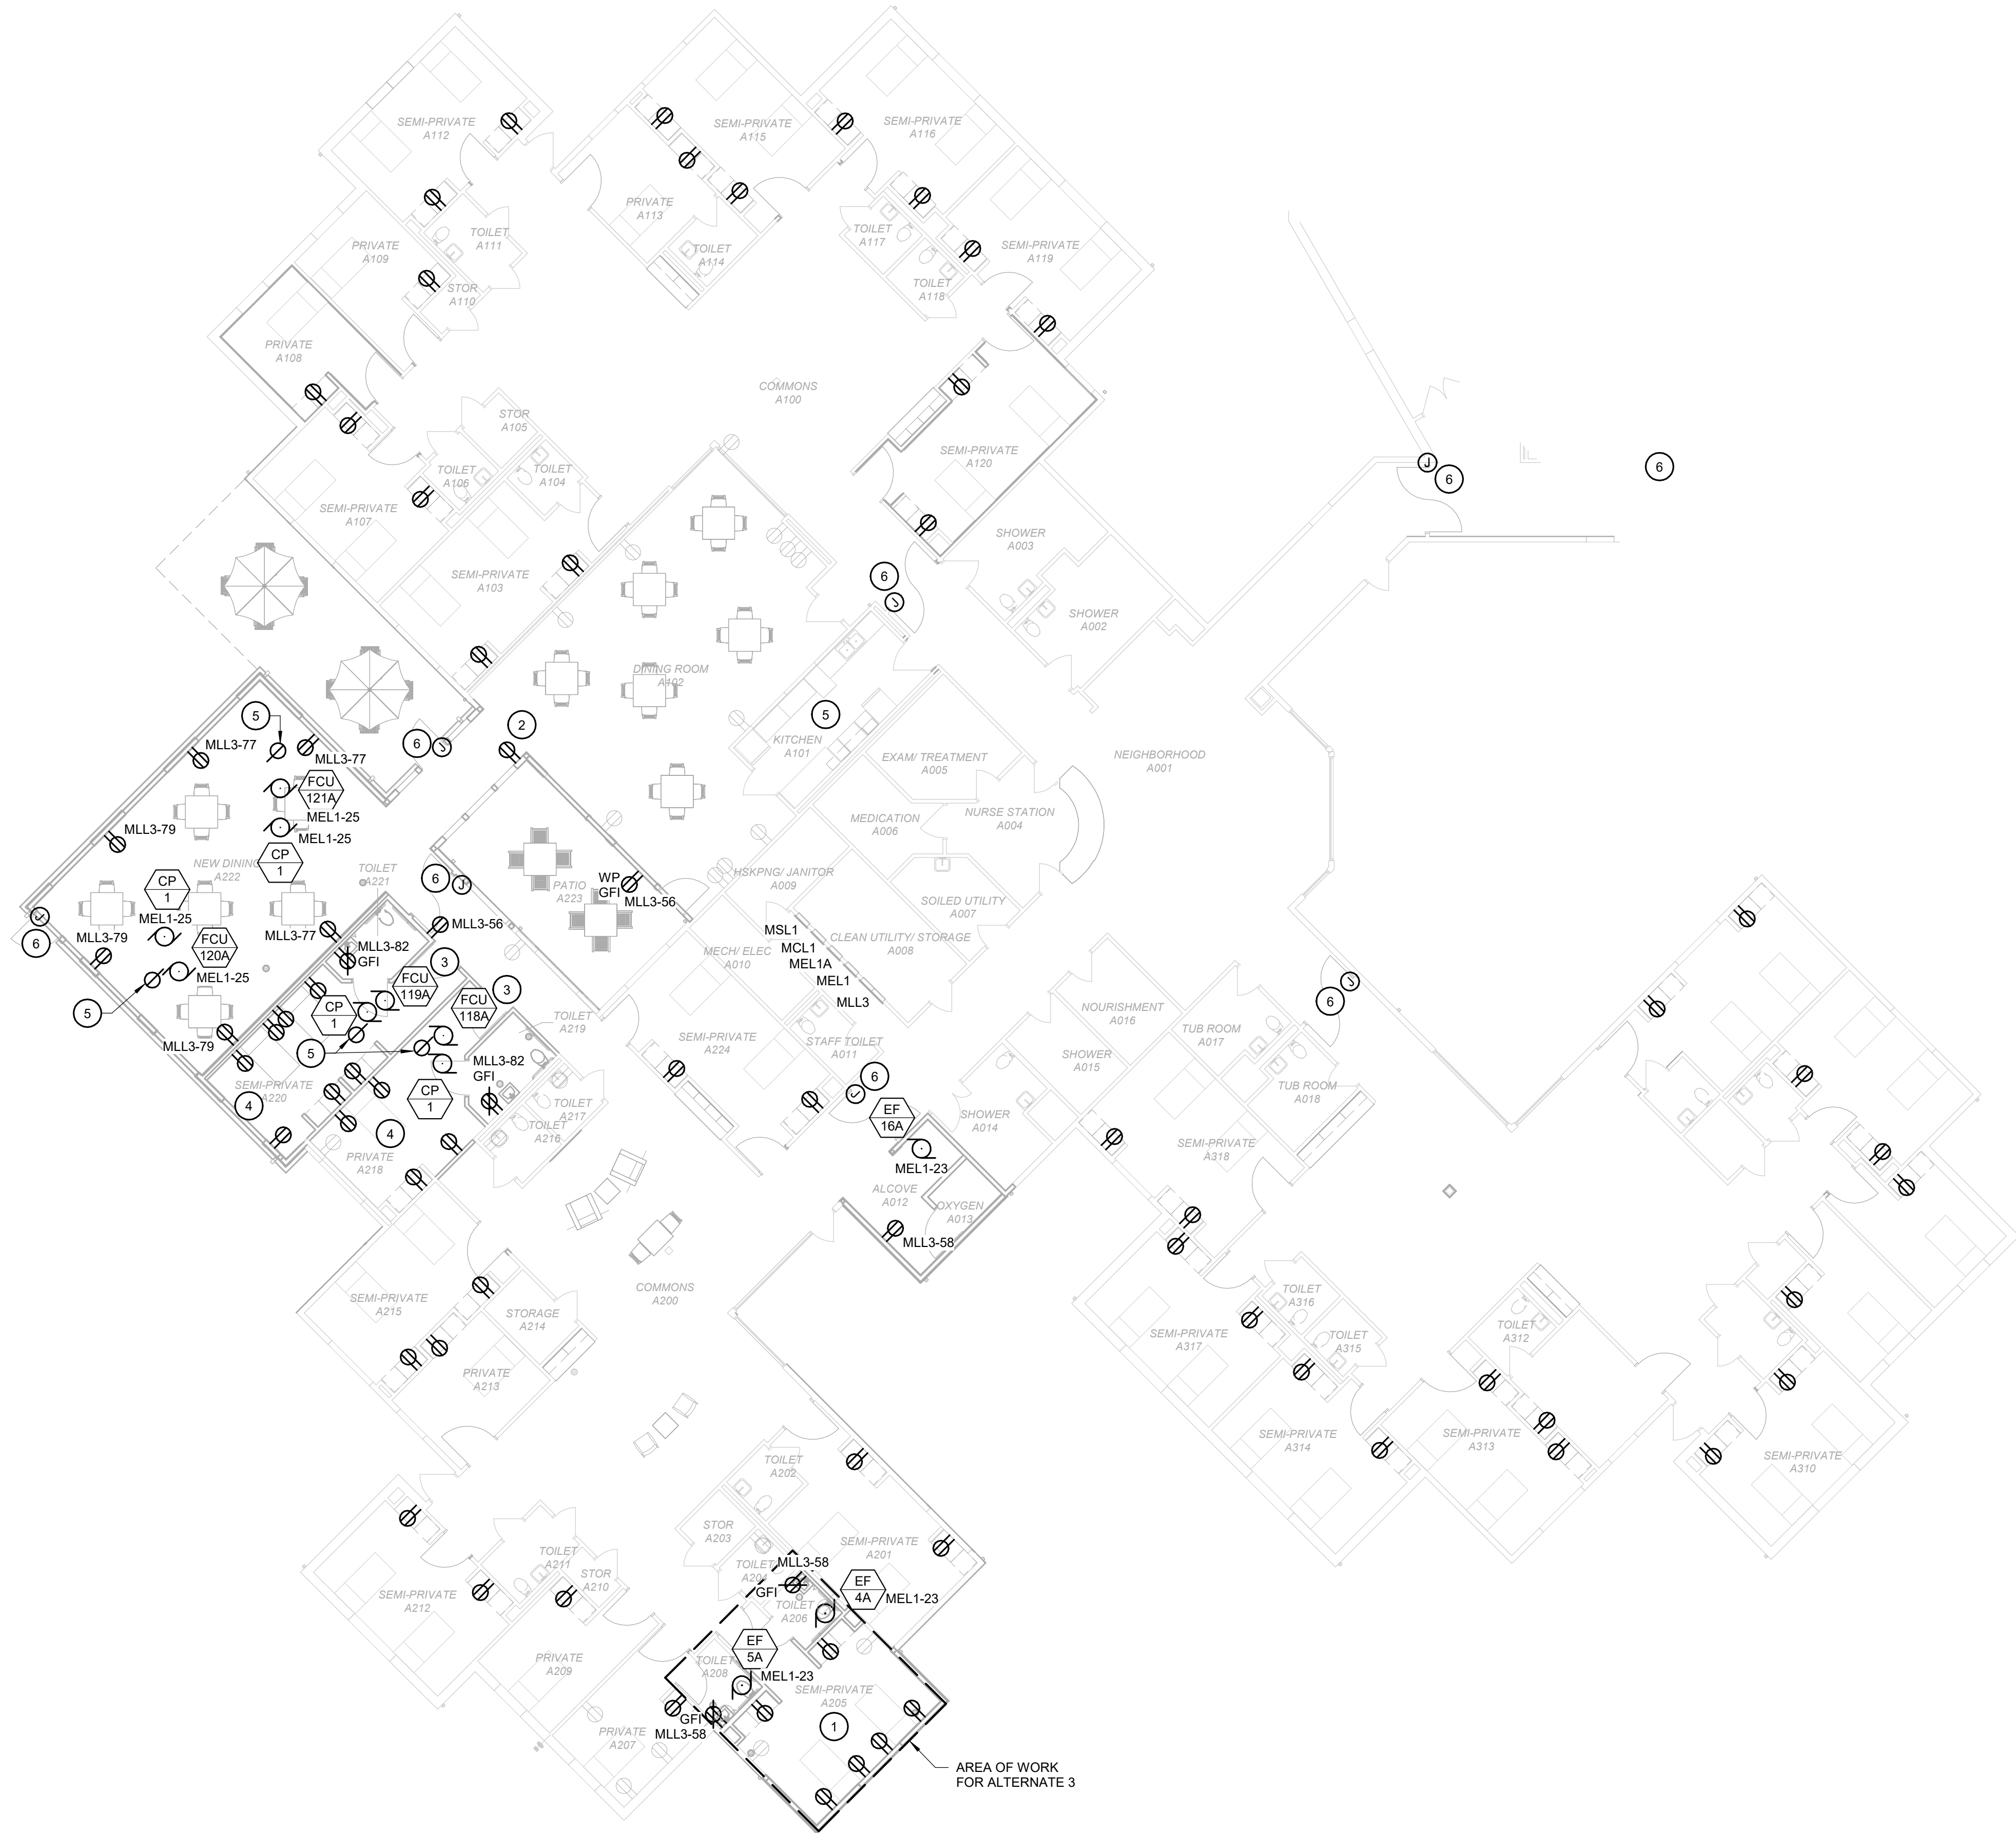 SEMI-PRIVATE
A112
SEMI-PRIVATE
A115
SEMI-PRIVATE
A116
PRIVATE
A113
TOILET
A111
TOILET
A117
TOILET
A114
PRIVATE
A109
SEMI-PRIVATE
A119
STOR
A110
TOILET
A118
PRIVATE
A108
COMMONS
A100
STOR
A105
SEMI-PRIVATE
A120
TOILET
A106
TOILET
A104
6
6
SEMI-PRIVATE
A107
SHOWER
A003
SEMI-PRIVATE
A103
6
SHOWER
A002
DINING ROOM
A102
5
2
5
6
MLL3-77
MLL3-77
KITCHEN
A101
EXAM/ TREATMENT
A005
NEIGHBORHOOD
A001
FCU
121A
MEL1-25
MEL1-25
MLL3-79
MEDICATION
A006
NURSE STATION
A004
CP
1
NEW DINING
A222
CP
1
TOILET
A221
6
J
PATIO
A223
WP
GFI
MLL3-56
HSKPNG/ JANITOR
A009
SOILED UTILITY
A007
MEL1-25
6
MLL3-79
FCU
120A
MLL3-77
MLL3-56
MSL1
CLEAN UTILITY/ STORAGE
A008
MLL3-82
GFI
3
MECH/ ELEC
A010
MCL1
MEL1A
MEL1
MLL3
MEL1-25
FCU
119A
3
FCU
118A
5
CP
1
6
J
NOURISHMENT
A016
TOILET
A219
TUB ROOM
A017
MLL3-79
5
SEMI-PRIVATE
A224
STAFF TOILET
A011
SHOWER
A015
MLL3-82
GFI
6
TUB ROOM
A018
SEMI-PRIVATE
A220
4
CP
1
TOILET
A217
TOILET
A216
EF
16A
SHOWER
A014
4
PRIVATE
A218
MEL1-23
SEMI-PRIVATE
A318
ALCOVE
A012
OXYGEN
A013
MLL3-58
COMMONS
A200
SEMI-PRIVATE
A215
STORAGE
A214
TOILET
A316
TOILET
A315
TOILET
A312
SEMI-PRIVATE
A317
PRIVATE
A213
SEMI-PRIVATE
A314
SEMI-PRIVATE
A313
SEMI-PRIVATE
A310
TOILET
A202
STOR
A203
SEMI-PRIVATE
A201
TOILET
A211
STOR
A210
TOILET
A204
MLL3-58
GFI
EF
4A
MEL1-23
SEMI-PRIVATE
A212
TOILET
A206
EF
5A
PRIVATE
A209
TOILET
A208
MEL1-23
SEMI-PRIVATE
A205
GFI
MLL3-58
1
PRIVATE
A207
AREA OF WORK
FOR ALTERNATE 3